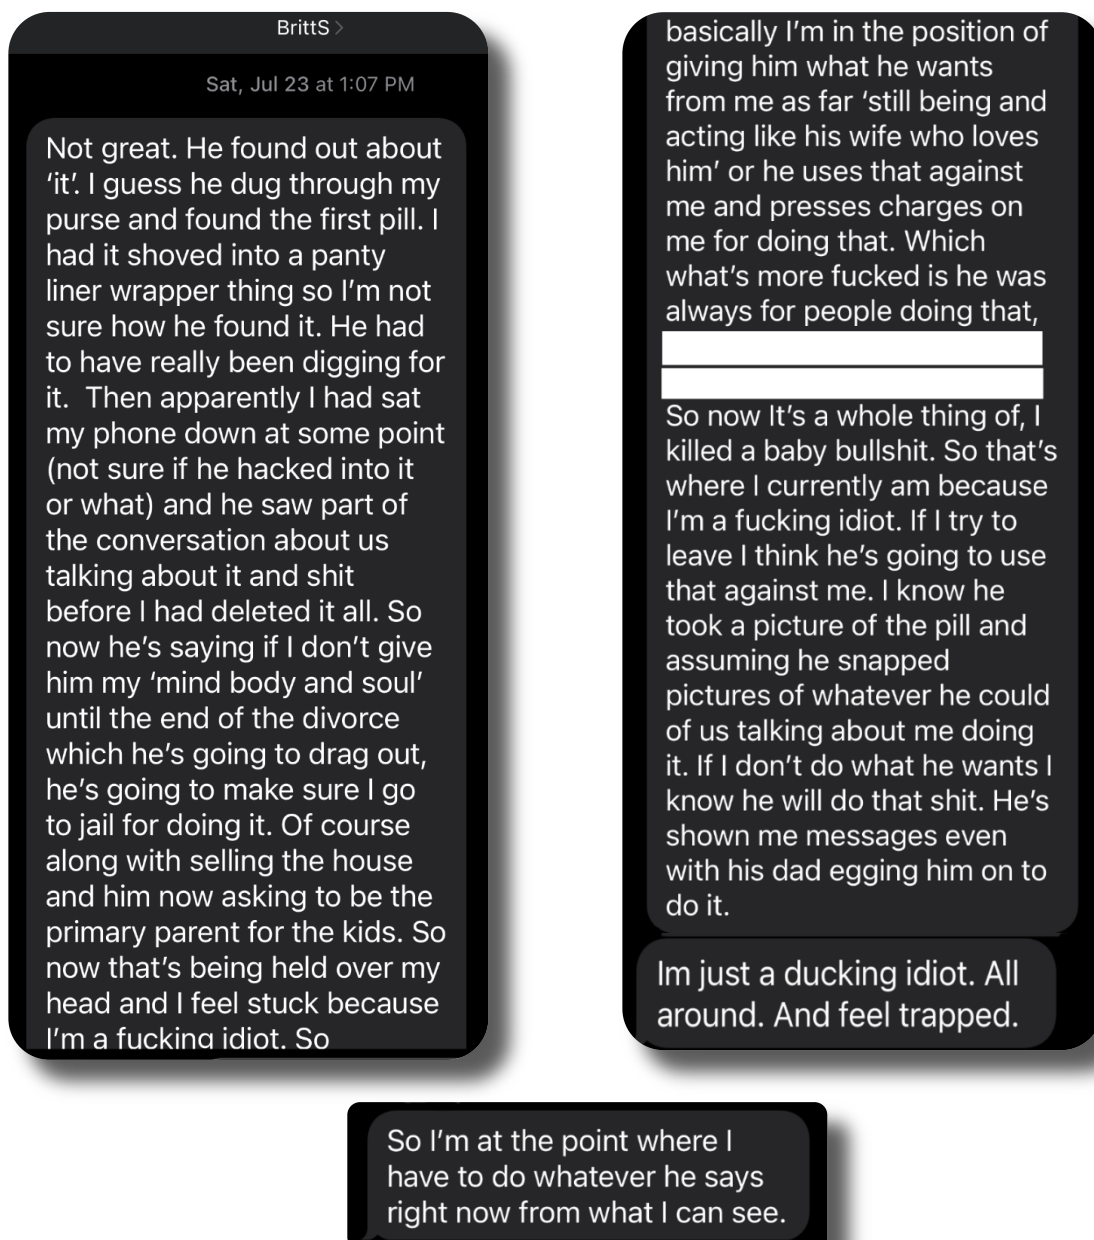 BrittS
Sat, Jul 23 at 1:07 PM
Not great. He found out about
‘it’. I guess he dug through my
purse and found the first pill. I
had it shoved into a panty
liner wrapper thing so I’m not
sure how he found it. He had
to have really been digging for
it.  Then apparently I had sat
my phone down at some point
(not sure if he hacked into it
or what) and he saw part of
the conversation about us
talking about it and shit
before I had deleted it all. So
now he’s saying if I don’t give
him my ‘mind body and soul’
until the end of the divorce
which he’s going to drag out,
he’s going to make sure I go
to jail for doing it. Of course
along with selling the house
and him now asking to be the
primary parent for the kids. So
now that’s being held over my
head and I feel stuck because
I’m a fucking idiot. So
basically I’m in the position of
giving him what he wants
from me as far ‘still being and
acting like his wife who loves
him’ or he uses that against
me and presses charges on
me for doing that. Which
what’s more fucked is he was
always for people doing that,
So now It’s a whole thing of, I
killed a baby bullshit. So that’s
where I currently am because
I’m a fucking idiot. If I try to
leave I think he’s going to use
that against me. I know he
took a picture of the pill and
assuming he snapped
pictures of whatever he could
of us talking about me doing
it. If I don’t do what he wants I
know he will do that shit. He’s
shown me messages even
with his dad egging him on to
do it.
Im just a ducking idiot. All
around. And feel trapped.
So I’m at the point where I
have to do whatever he says
right now from what I can see.